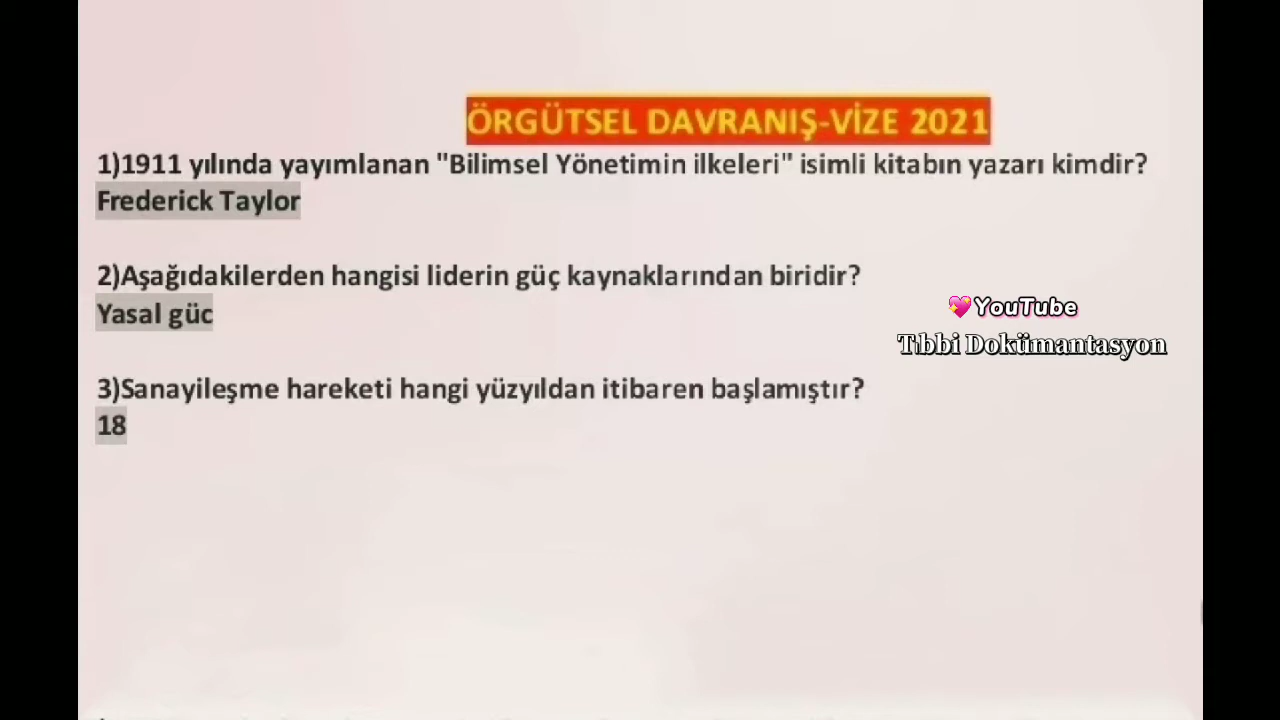 ÖRGÜTSEL DAVRANIŞ-VİZE 2021
1)1911 yılında yayımlanan "Bilimsel Yönetimin ilkeleri" isimli kitabın yazarı kimdir?
Frederick Taylor
2)Aşağıdakilerden hangisi liderin güç kaynaklarından biridir?
Yasal güc
💖YouTube
Tıbbi Dokümantasyon
3)Sanayileşme hareketi hangi yüzyıldan itibaren başlamıştır?
18